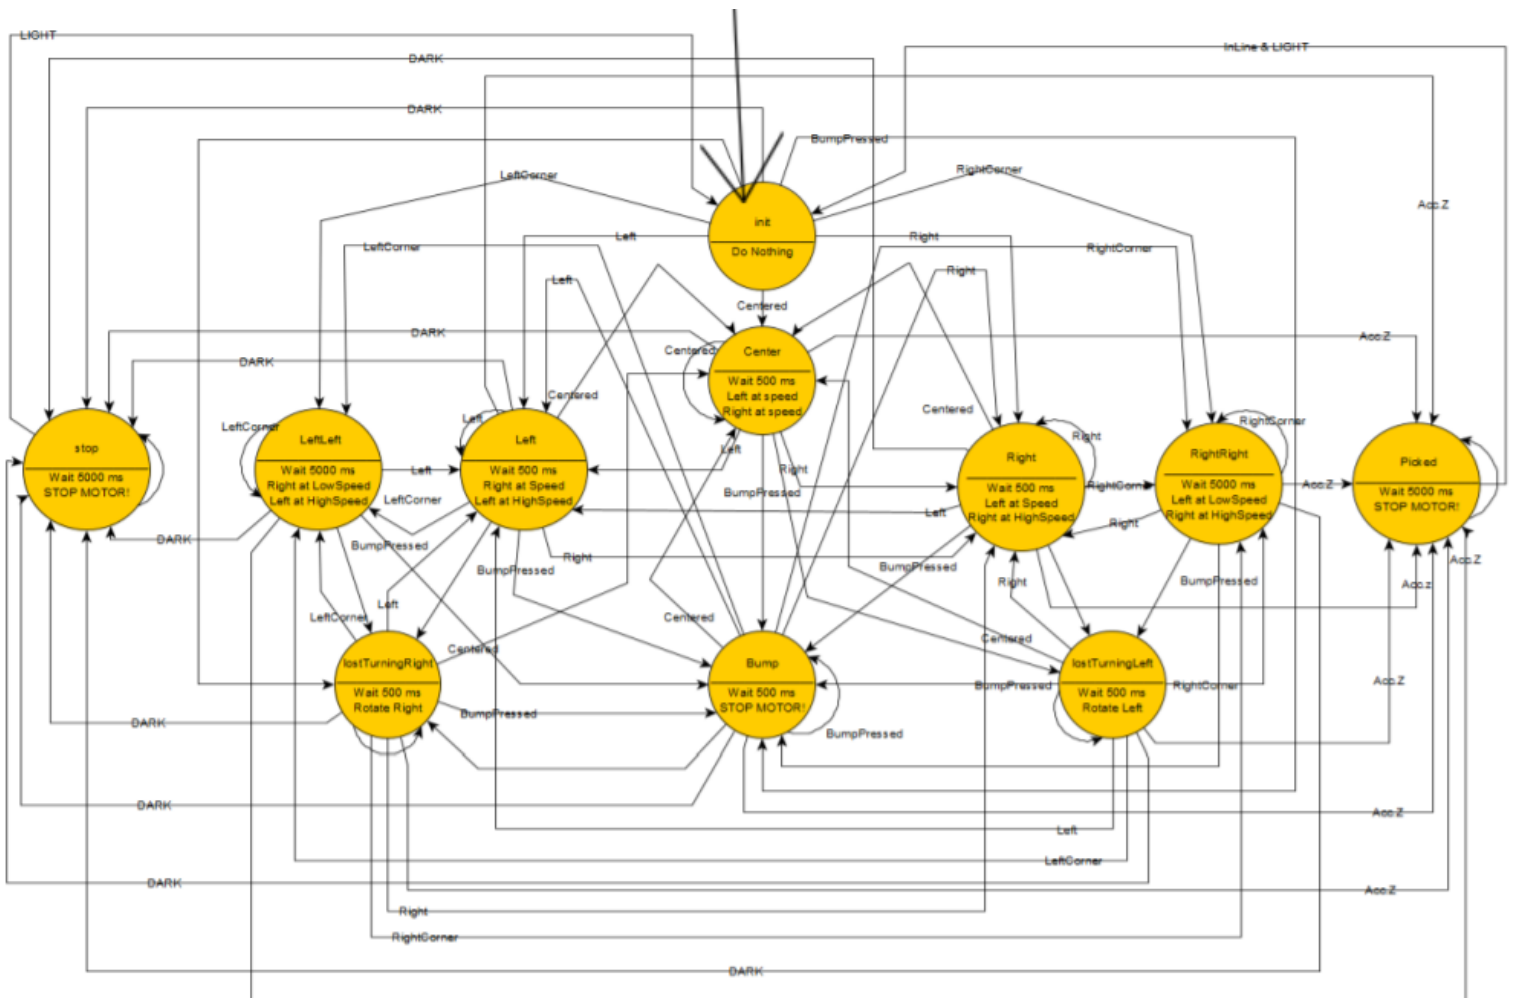 LIGHT
InLine & LIGHT
DARK
DARK
BumpPressed
RightCorner
LeftCorner
Acc.Z
init
Do Nothing
Left
Right
LeftCorner
RightCorner
Left
Right
Centered
DARK
Acc.Z
Centered
Center
DARK
Wait 500 ms
Left at speed
Right at speed
Centered
Centered
LeftCorner
Left
Right
RightCorner
stop
Wait 5000 ms
STOP MOTOR!
LeftLeft
Wait 5000 ms
Right at LowSpeed
Left at HighSpeed
Left
Left
Wait 500 ms
Right at Speed
Left at HighSpeed
Left
Right
BumpPressed
Right
Wait 500 ms
Left at Speed
Right at HighSpeed
RightCorner
RightRight
Wait 5000 ms
Left at LowSpeed
Right at HighSpeed
Acc.Z
Picked
Wait 5000 ms
STOP MOTOR!
LeftCorner
Left
Right
DARK
BumpPressed
Right
BumpPressed
BumpPressed
Right
BumpPressed
Acc.z
Acc.Z
LeftCorner
Left
Centered
Centered
Centered
lostTurningRight
Wait 500 ms
Rotate Right
Bump
Wait 500 ms
STOP MOTOR!
BumpPressed
lostTurningLeft
Wait 500 ms
Rotate Left
RightCorner
Acc.Z
BumpPressed
DARK
BumpPressed
DARK
Acc.Z
Left
LeftCorner
DARK
Acc.Z
Right
RightCorner
DARK